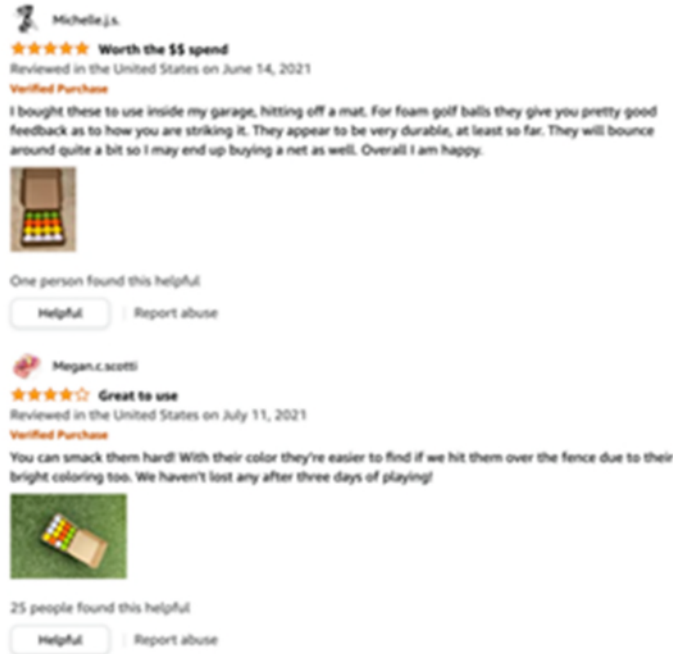 Michelle.j.s.
Worth the $$ spend
Reviewed in the United States on June 14, 2021
Verified Purchase
I bought these to use inside my garage, hitting off a mat. For foam golf balls they give you pretty good
feedback as to how you are striking it. They appear to be very durable, at least so far. They will bounce
around quite a bit so I may end up buying a net as well. Overall I am happy.
One person found this helpful
Helpful | Report abuse
Megan.c.scotti
Great to use
Reviewed in the United States on July 11, 2021
Verified Purchase
You can smack them hard! With their color they're easier to find if we hit them over the fence due to their
bright coloring too. We haven't lost any after three days of playing!
25 people found this helpful
Helpful | Report abuse